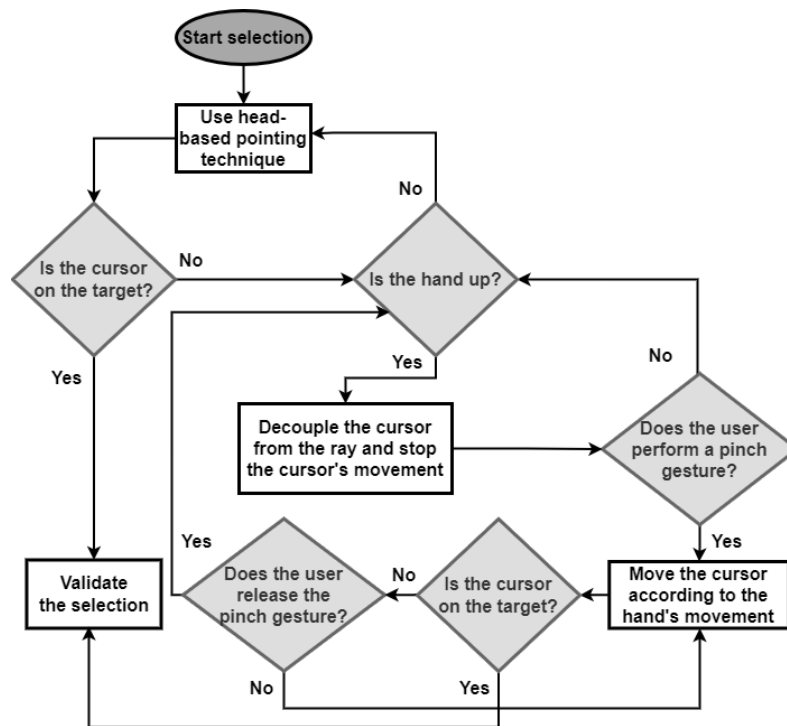 Start selection
Use head-
based pointing
technique
No
Is the cursor
on the target?
No
Is the hand up?
Yes
Yes
No
Decouple the cursor
from the ray and stop
the cursor's movement
Does the user
perform a pinch
gesture?
Yes
Yes
Validate
the selection
Does the user
release the
pinch gesture?
No
Is the cursor
on the target?
Move the cursor
according to the
hand's movement
No
Yes